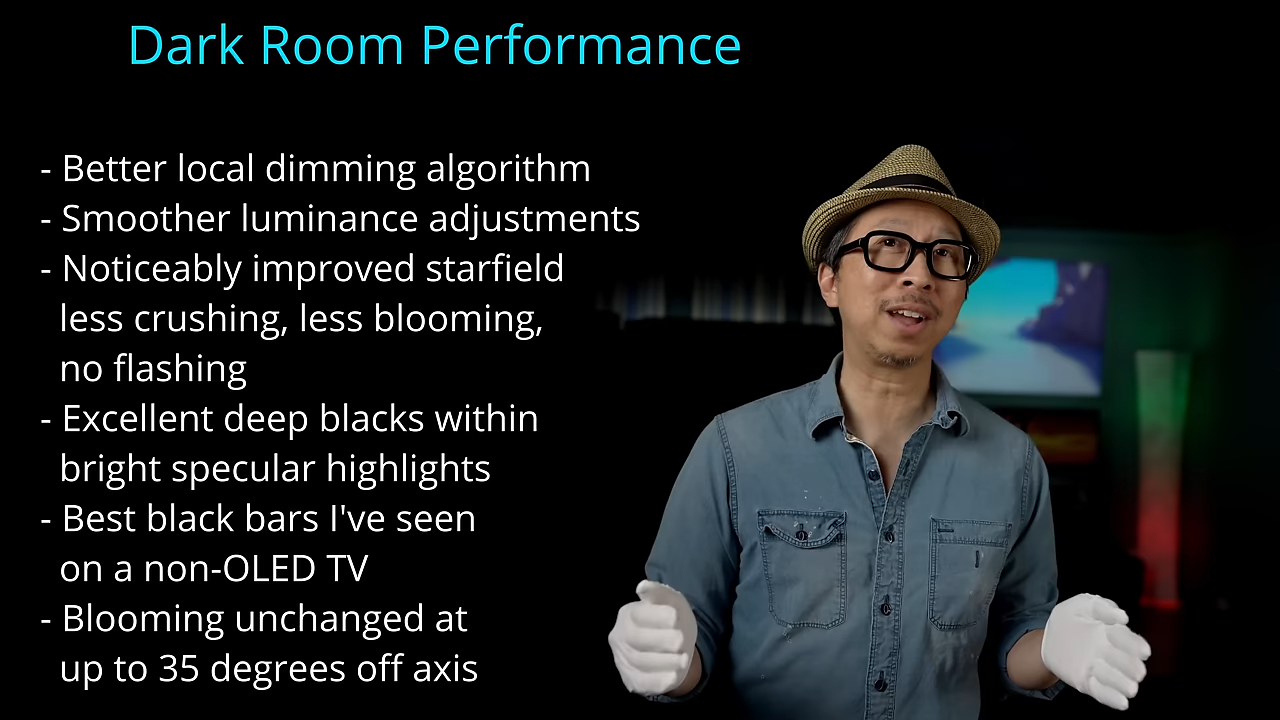 Dark Room Performance
- Better local dimming algorithm
- Smoother luminance adjustments
- Noticeably improved starfield
less crushing, less blooming,
no flashing
- Excellent deep blacks within
bright specular highlights
- Best black bars I've seen
on a non-OLED TV
- Blooming unchanged at
up to 35 degrees off axis